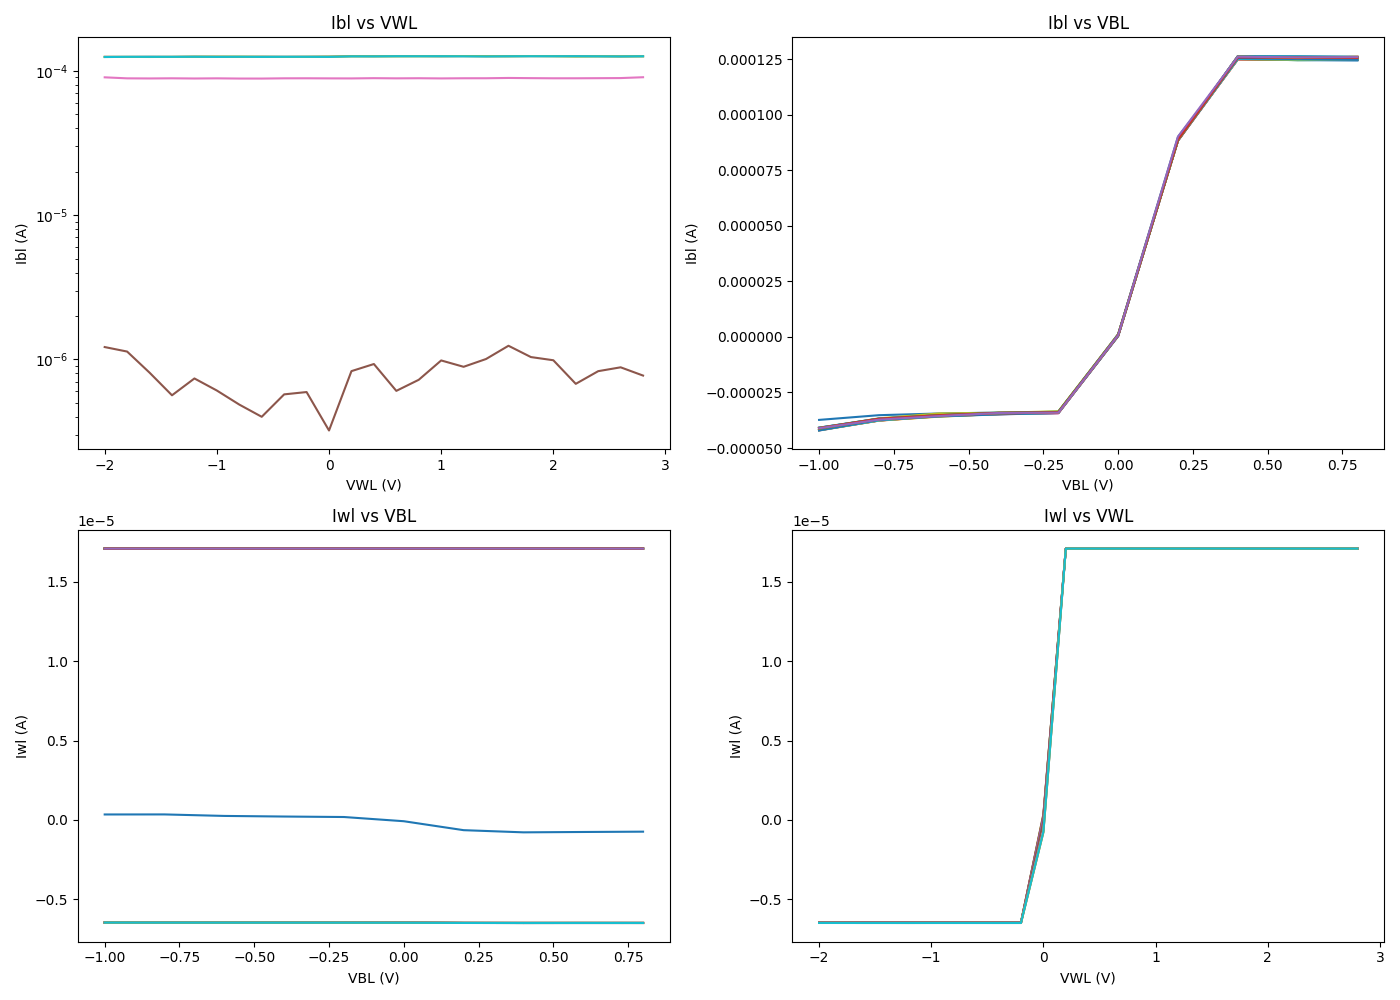 Ibl vs VWL
Ibl (A)
10⁻⁴
10⁻⁵
10⁻⁶
−2 −1 0 1 2 3
VWL (V)
Ibl vs VBL
Ibl (A)
0.000125
0.000100
0.000075
0.000050
0.000025
0.000000
−0.000025
−0.000050
−1.00 −0.75 −0.50 −0.25 0.00 0.25 0.50 0.75
VBL (V)
Iwl vs VBL
1e−5
Iwl (A)
1.5
1.0
0.5
0.0
−0.5
−1.00 −0.75 −0.50 −0.25 0.00 0.25 0.50 0.75
VBL (V)
Iwl vs VWL
1e−5
Iwl (A)
1.5
1.0
0.5
0.0
−0.5
−2 −1 0 1 2 3
VWL (V)